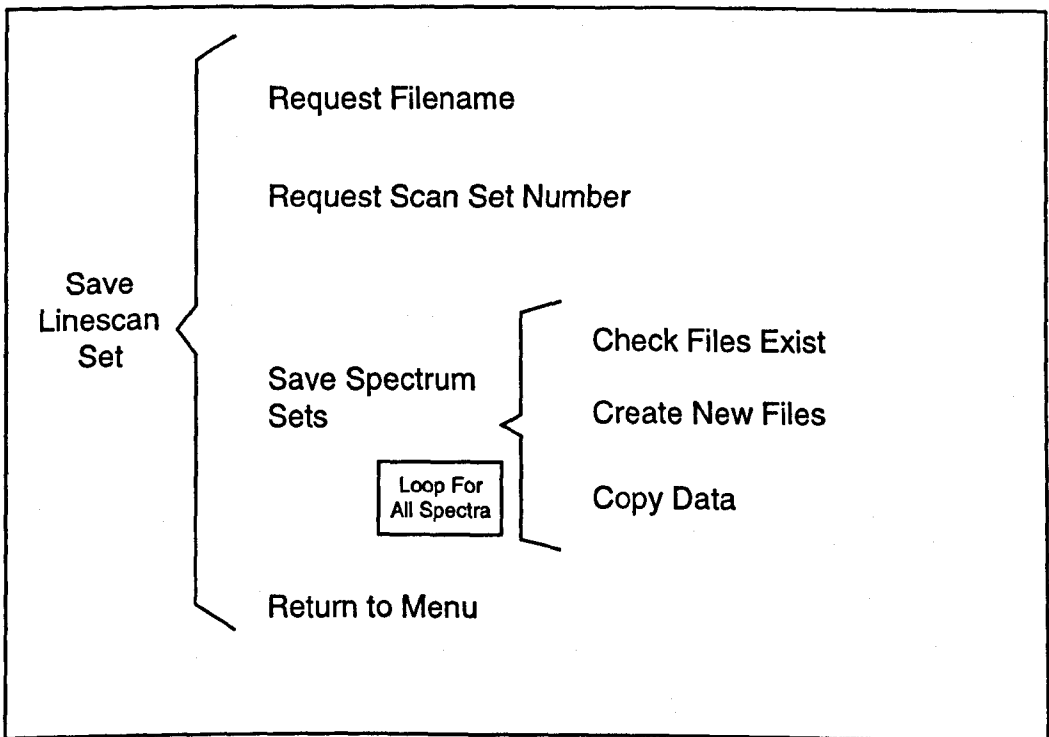 Save
Linescan
Set
Request Filename
Request Scan Set Number
Save Spectrum
Sets
Loop For
All Spectra
Check Files Exist
Create New Files
Copy Data
Return to Menu